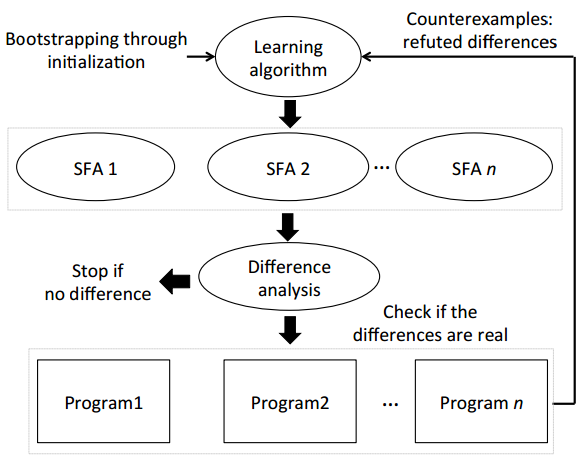 Counterexamples:
refuted differences
Bootstrapping through
initialization
Learning
algorithm
SFA 1
SFA 2
...
SFA n
Difference
analysis
Stop if
no difference
Check if the
differences are real
Program1
Program2
...
Program n